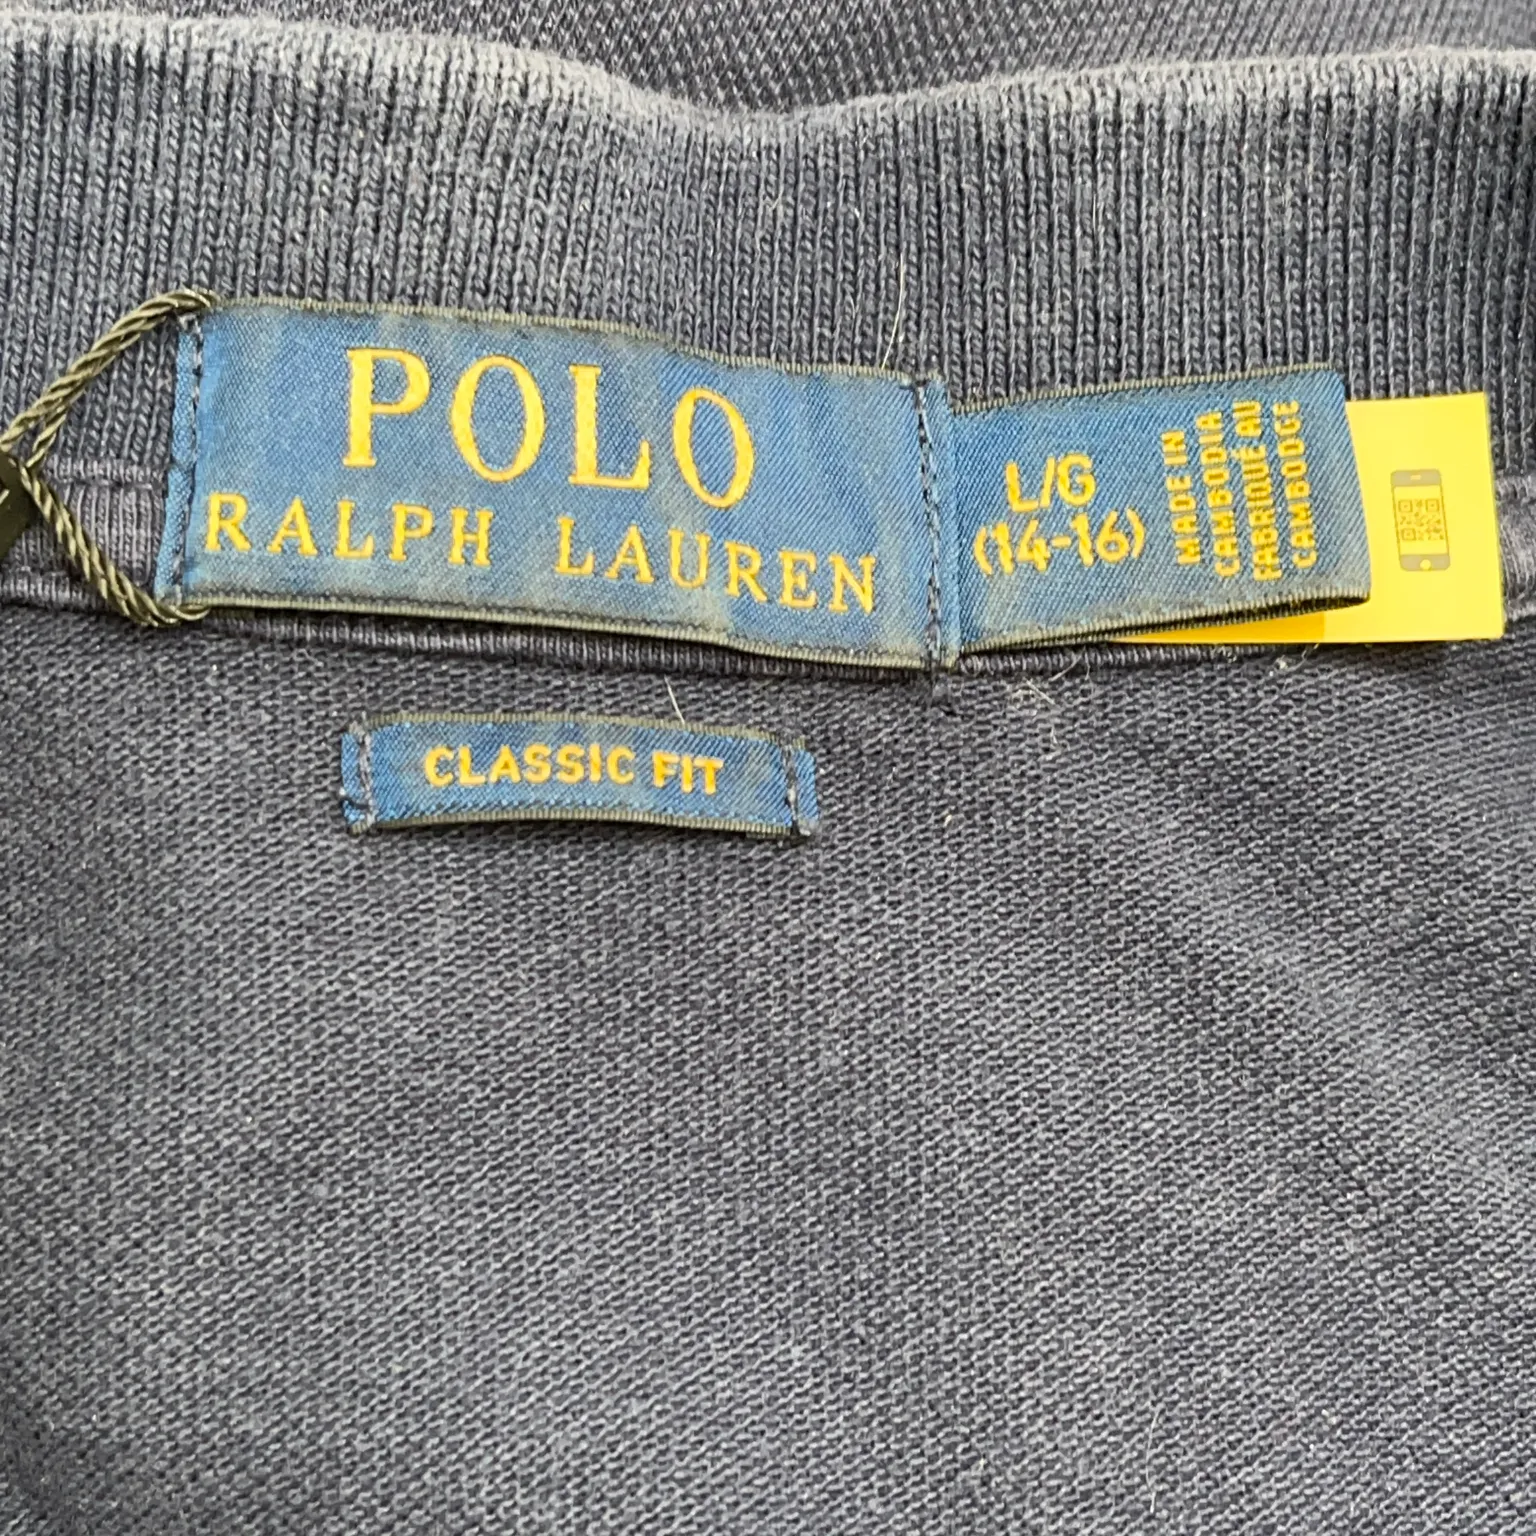 POLO
RALPH LAUREN
L/G
(14-16)
MADE IN
CAMBODIA
FABRIQUÉ AU
CAMBODGE
CLASSIC FIT